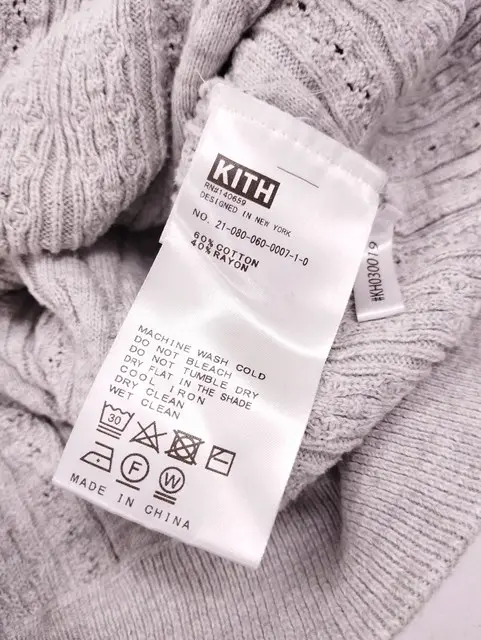 KITH
RN#140659
DESIGNED IN NEW YORK
NO. 21-080-060-0007-1-0
60% COTTON
40% RAYON
MACHINE WASH COLD
DO NOT BLEACH
DO NOT TUMBLE DRY
DRY FLAT IN THE SHADE
COOL IRON
DRY CLEAN
WET CLEAN
30
F W
MADE IN CHINA
#KH030019